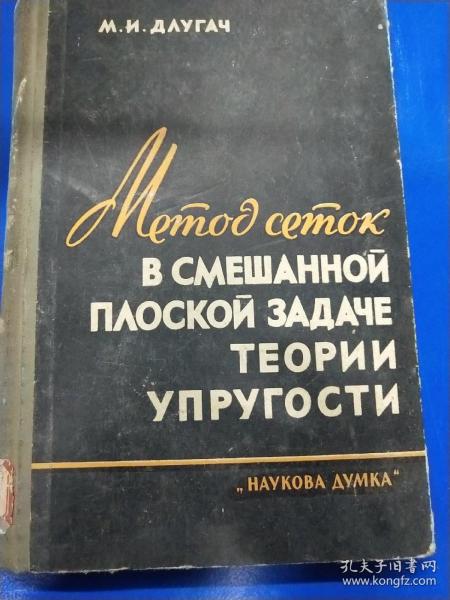 М.И. ДЛУГАЧ
Метод сеток
В СМЕШАННОЙ
ПЛОСКОЙ ЗАДАЧЕ
ТЕОРИИ
УПРУГОСТИ
„НАУКОВА ДУМКА“
孔夫子旧书网
www.kongfz.com